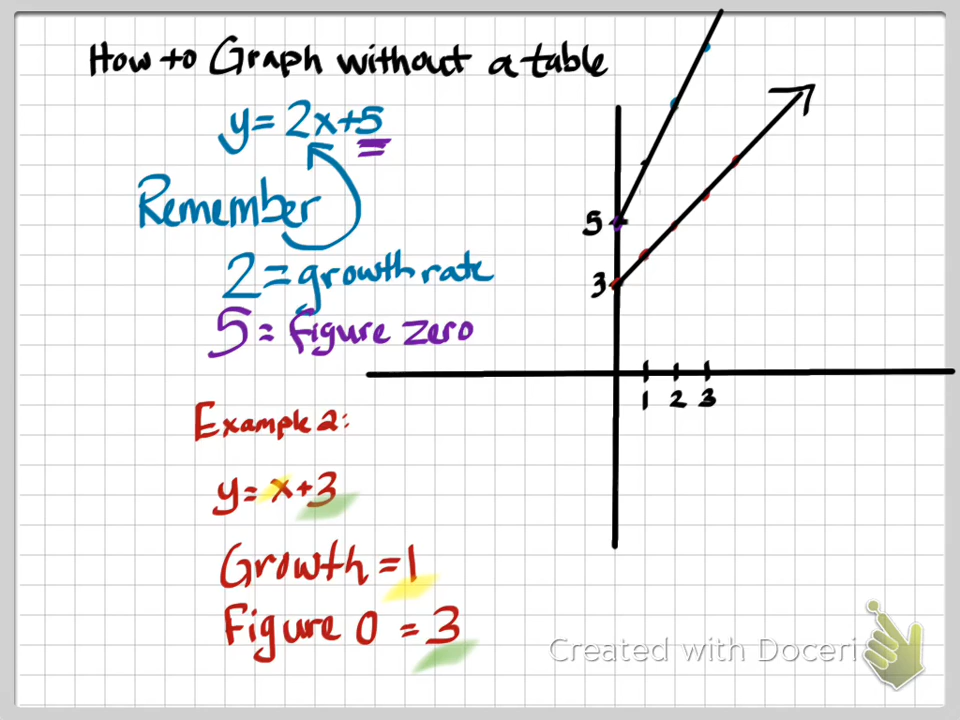 How to Graph without a table
y = 2x+5
Remember
2 = growth rate
5 = figure zero
Example 2:
y = x+3
Growth = 1
Figure 0 = 3
5
3
1 2 3
Created with Doceri